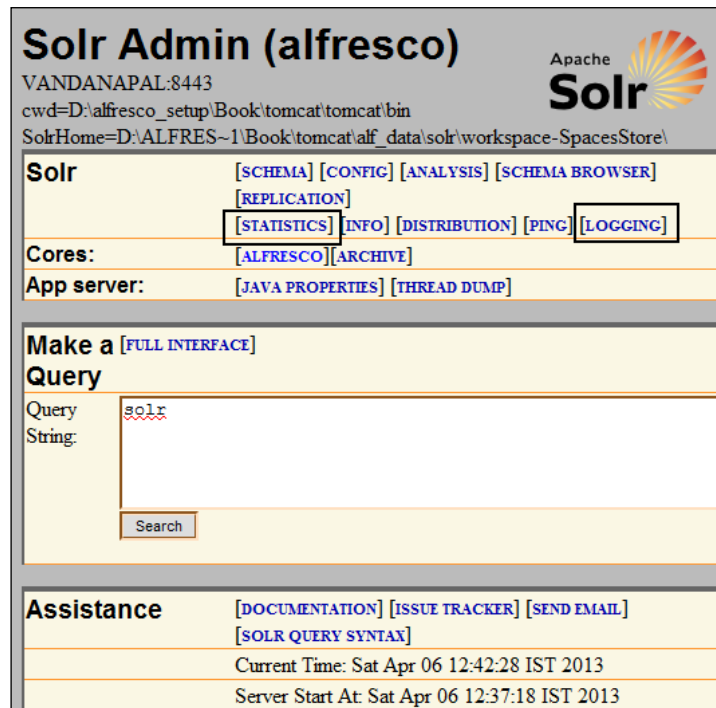 Solr Admin (alfresco)
VANDANAPAL:8443
cwd=D:\alfresco_setup\Book\tomcat\tomcat\bin
SolrHome=D:\ALFRES~1\Book\tomcat\alf_data\solr\workspace-SpacesStore\
Apache
Solr
Solr [SCHEMA] [CONFIG] [ANALYSIS] [SCHEMA BROWSER]
[REPLICATION]
[STATISTICS] [INFO] [DISTRIBUTION] [PING] [LOGGING]
Cores: [ALFRESCO][ARCHIVE]
App server: [JAVA PROPERTIES] [THREAD DUMP]
Make a [FULL INTERFACE]
Query
Query solr
String:
Search
Assistance [DOCUMENTATION] [ISSUE TRACKER] [SEND EMAIL]
[SOLR QUERY SYNTAX]
Current Time: Sat Apr 06 12:42:28 IST 2013
Server Start At: Sat Apr 06 12:37:18 IST 2013